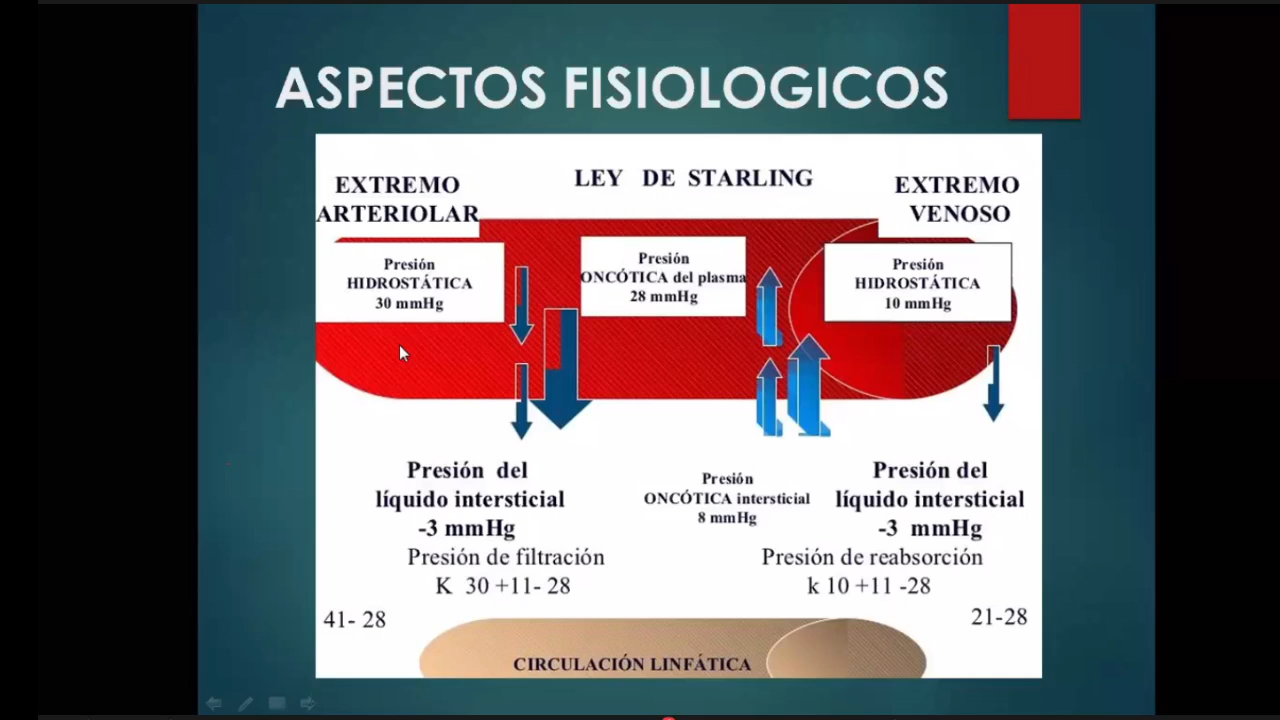 ASPECTOS FISIOLOGICOS
LEY DE STARLING
EXTREMO
ARTERIOLAR
EXTREMO
VENOSO
Presión
HIDROSTÁTICA
30 mmHg
Presión
ONCÓTICA del plasma
28 mmHg
Presión
HIDROSTÁTICA
10 mmHg
Presión del
líquido intersticial
-3 mmHg
Presión de filtración
K 30 +11- 28
41- 28
Presión
ONCÓTICA intersticial
8 mmHg
Presión del
líquido intersticial
-3 mmHg
Presión de reabsorción
k 10 +11 -28
21-28
CIRCULACIÓN LINFÁTICA